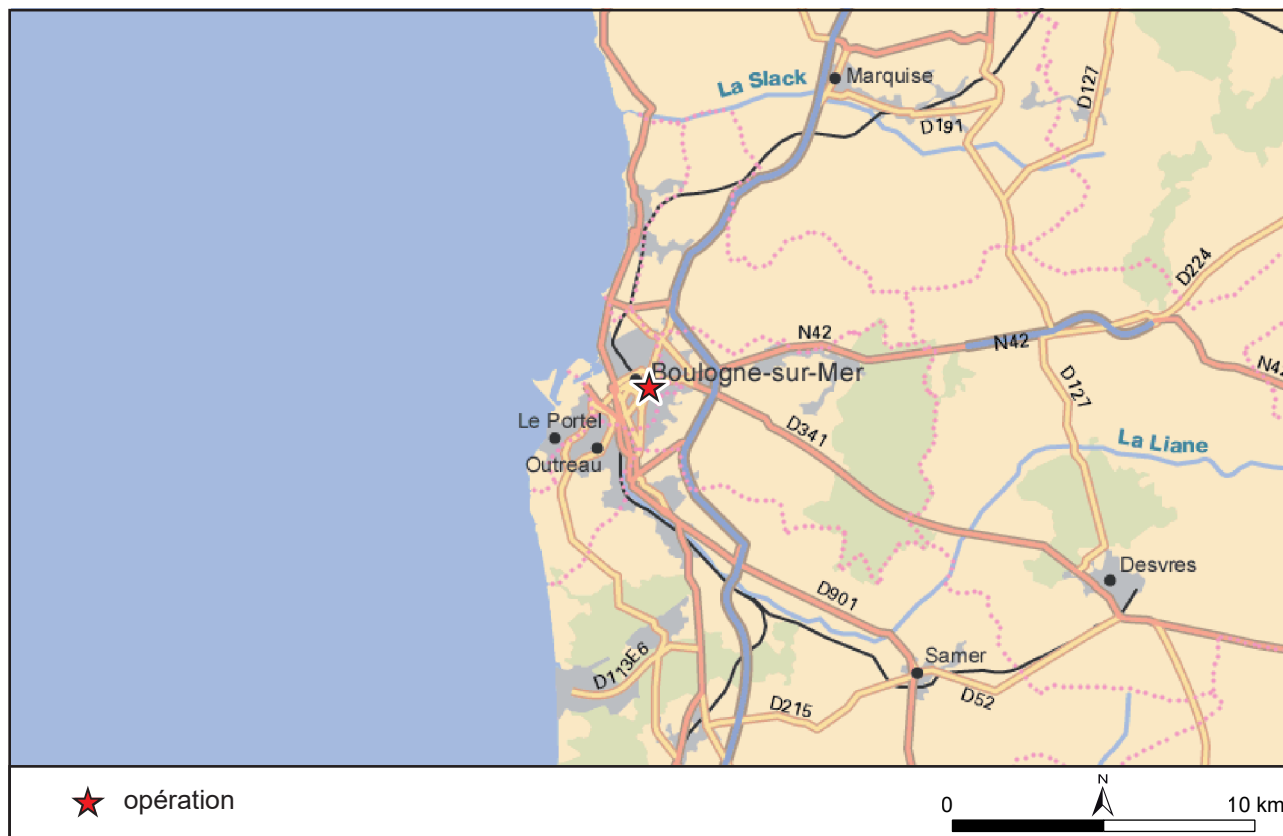 La Slack
Marquise
D127
D191
D224
N42
N42
N42
Boulogne-sur-Mer
D127
Le Portel
D341
La Liane
Outreau
Desvres
D901
D113E6
Samer
D52
D215
opération
N
0
10 km